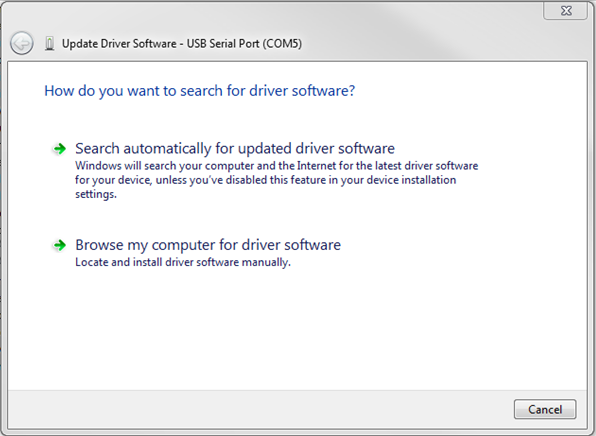 Update Driver Software - USB Serial Port (COM5)
How do you want to search for driver software?
Search automatically for updated driver software
Windows will search your computer and the Internet for the latest driver software
for your device, unless you've disabled this feature in your device installation
settings.
Browse my computer for driver software
Locate and install driver software manually.
Cancel